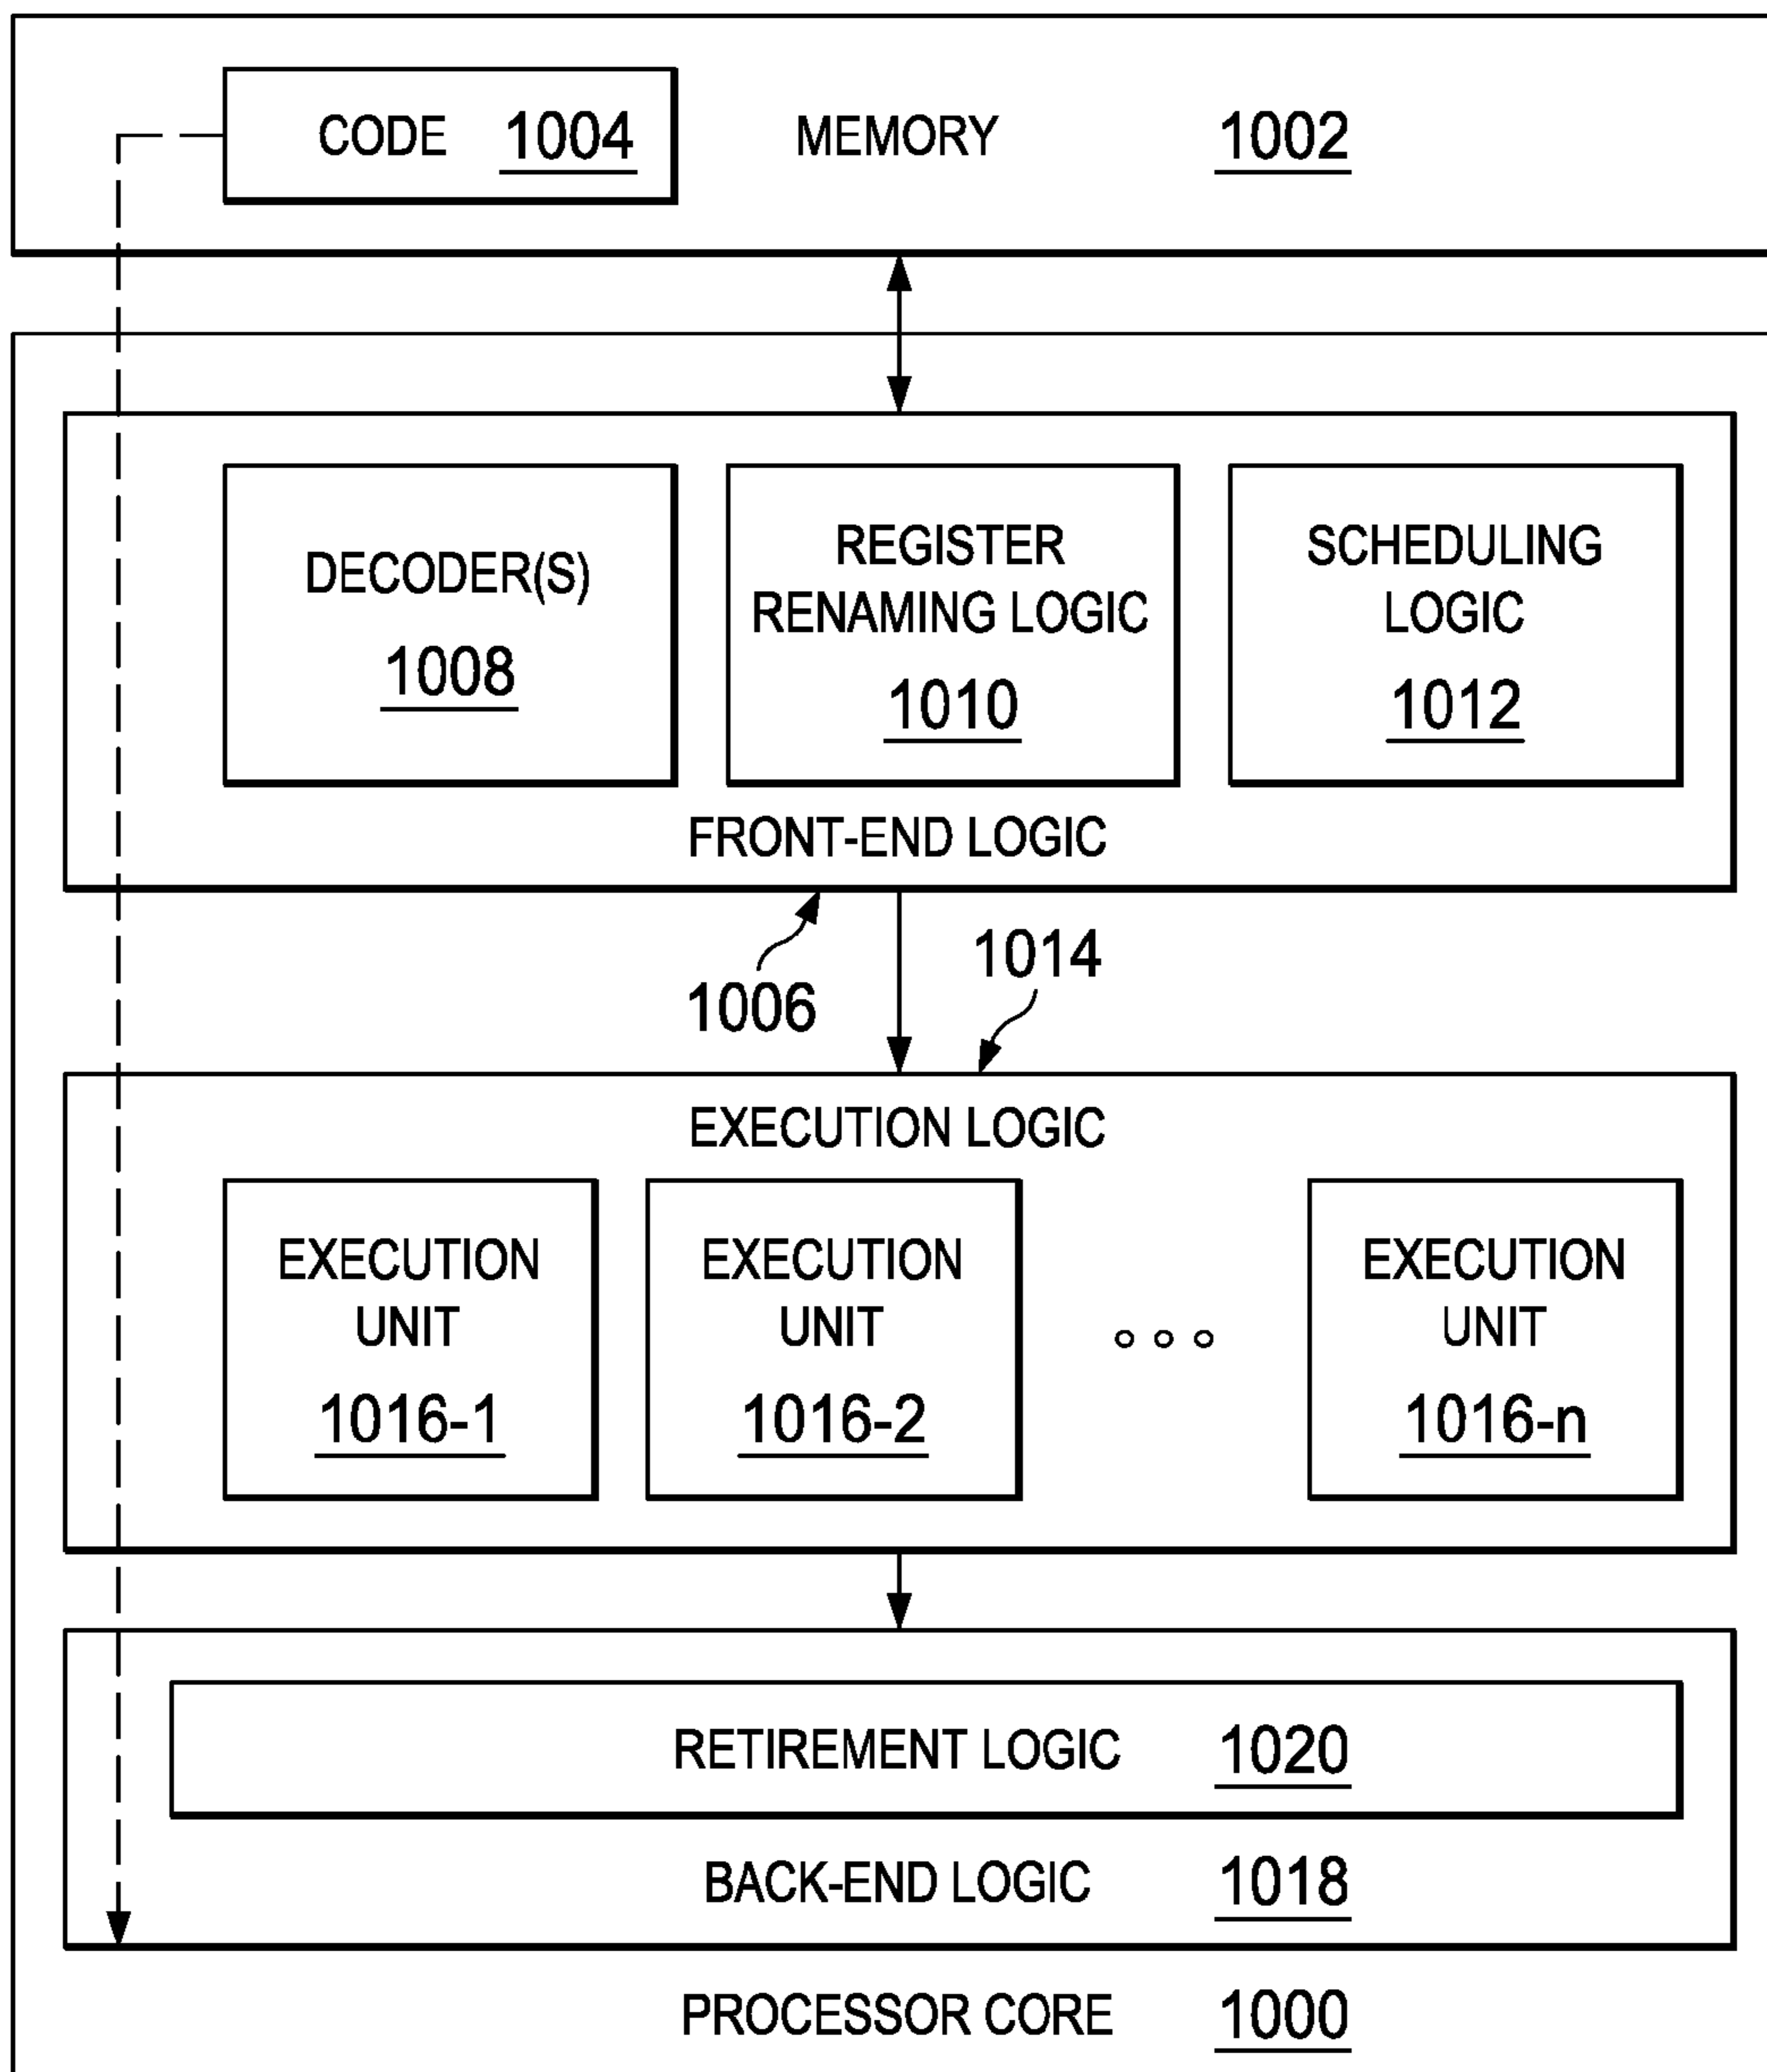 CODE 1004 MEMORY 1002
DECODER(S)
1008
REGISTER
RENAMING LOGIC
1010
SCHEDULING
LOGIC
1012
FRONT-END LOGIC
1006
1014
EXECUTION LOGIC
EXECUTION
UNIT
1016-1
EXECUTION
UNIT
1016-2
EXECUTION
UNIT
1016-n
RETIREMENT LOGIC 1020
BACK-END LOGIC 1018
PROCESSOR CORE 1000